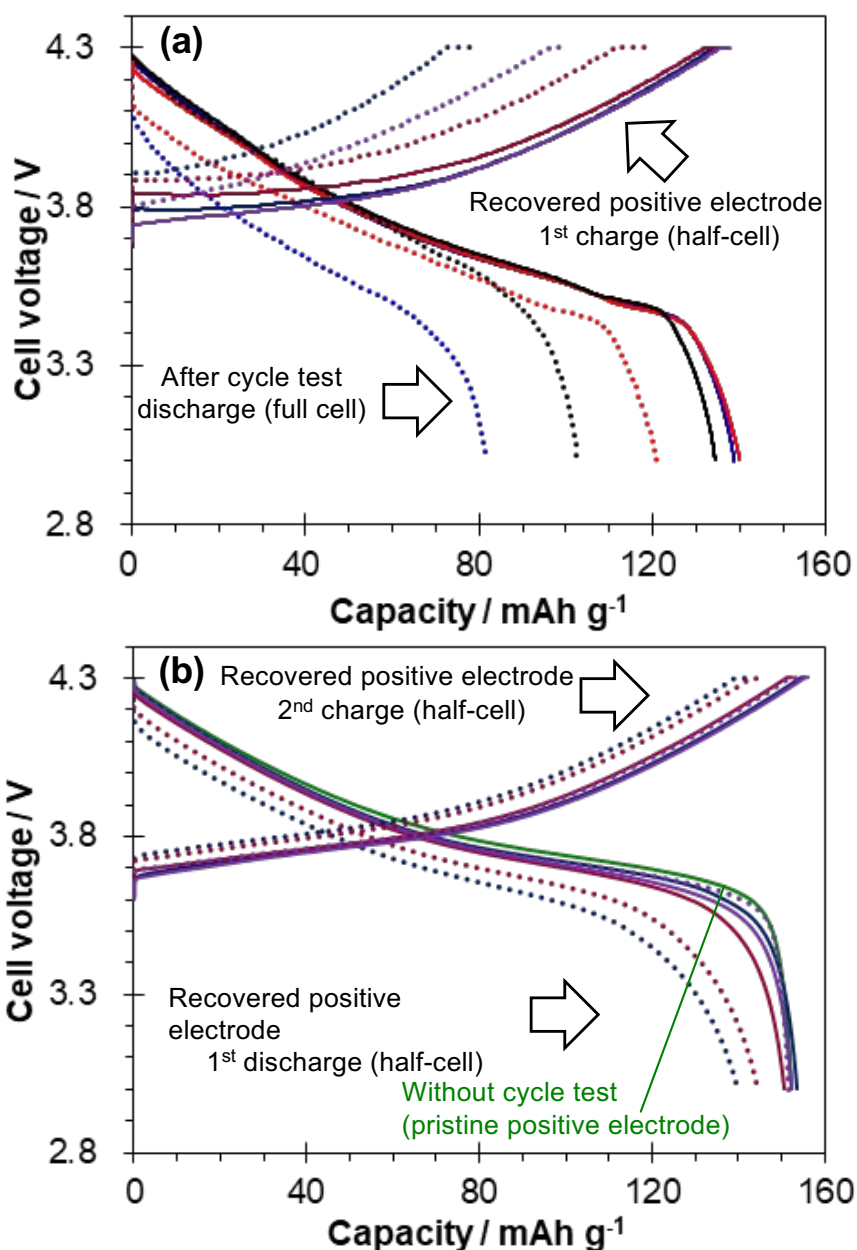 (a)
4.3
3.8
3.3
2.8
Cell voltage / V
Recovered positive electrode
1st charge (half-cell)
After cycle test
discharge (full cell)
0
40
80
120
160
Capacity / mAh g-1
(b)
4.3
3.8
3.3
2.8
Cell voltage / V
Recovered positive electrode
2nd charge (half-cell)
Recovered positive
electrode
1st discharge (half-cell)
Without cycle test
(pristine positive electrode)
0
40
80
120
160
Capacity / mAh g-1